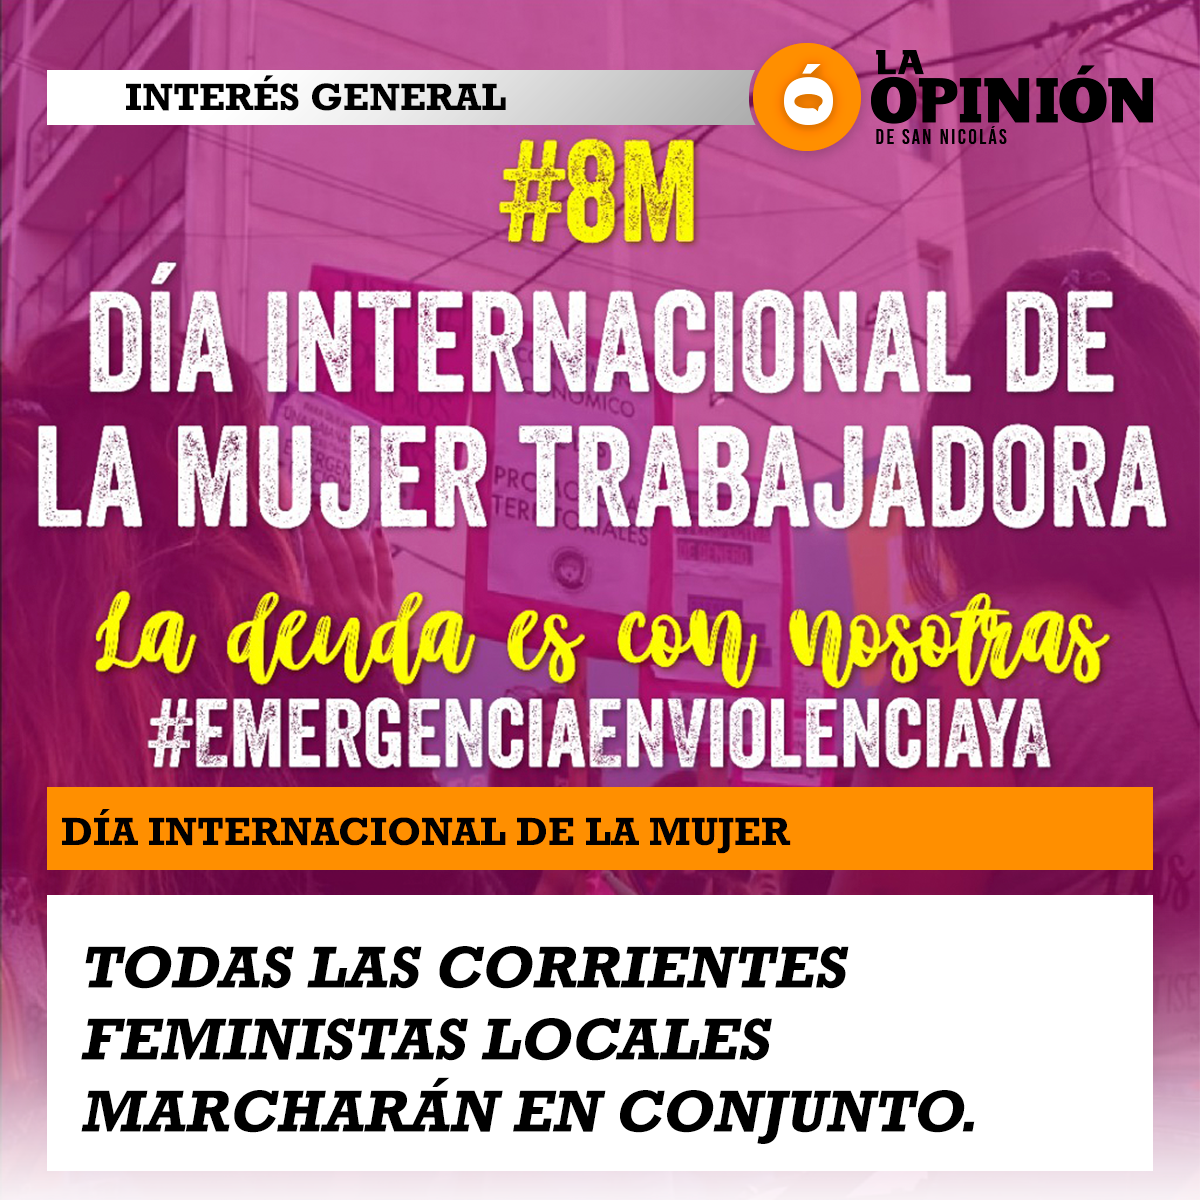 INTERÉS GENERAL
LA
OPINIÓN
DE SAN NICOLÁS
#8M
DÍA INTERNACIONAL DE
LA MUJER TRABAJADORA
La deuda es con nosotras
#EMERGENCIAENVIOLENCIAYA
DÍA INTERNACIONAL DE LA MUJER
TODAS LAS CORRIENTES
FEMINISTAS LOCALES
MARCHARÁN EN CONJUNTO.